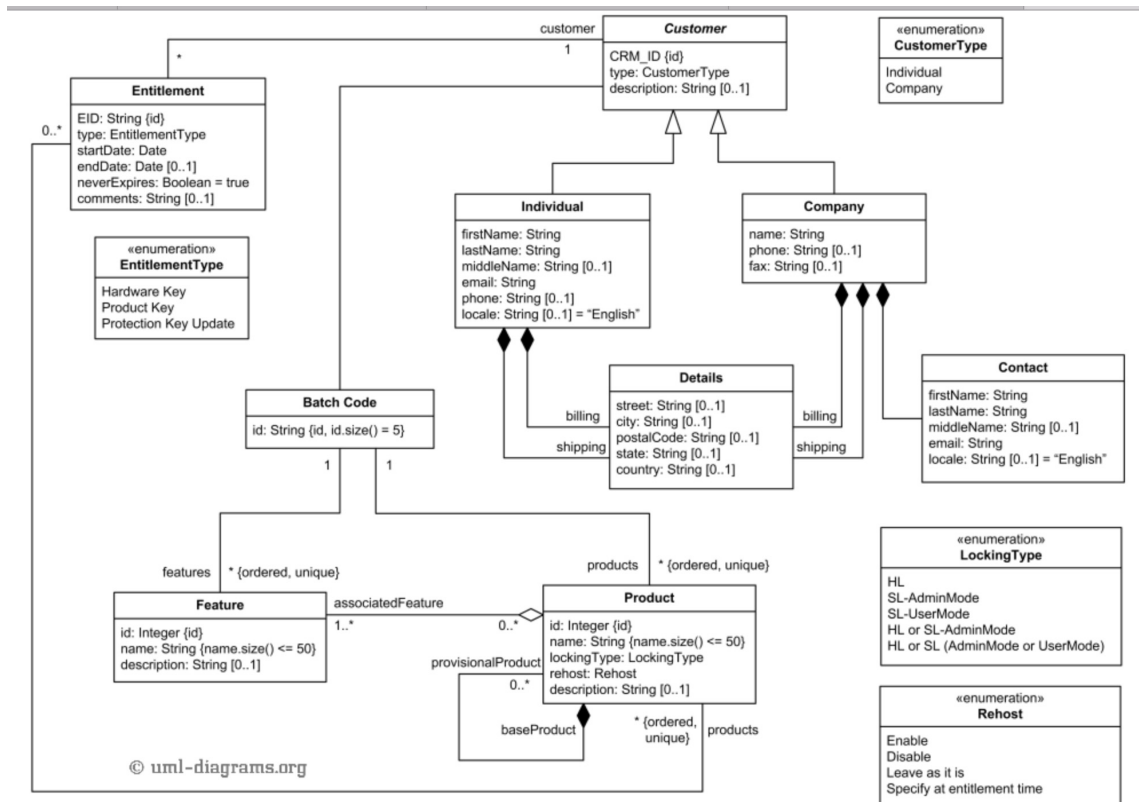 customer
Customer
1
*
CRM_ID {id}
type: CustomerType
description: String [0..1]
«enumeration»
CustomerType
Individual
Company
Entitlement
0..*
EID: String {id}
type: EntitlementType
startDate: Date
endDate: Date [0..1]
neverExpires: Boolean = true
comments: String [0..1]
Individual
firstName: String
lastName: String
middleName: String [0..1]
email: String
phone: String [0..1]
locale: String [0..1] = “English”
Company
name: String
phone: String [0..1]
fax: String [0..1]
«enumeration»
EntitlementType
Hardware Key
Product Key
Protection Key Update
Details
street: String [0..1]
city: String [0..1]
postalCode: String [0..1]
state: String [0..1]
country: String [0..1]
billing
shipping
billing
shipping
Contact
firstName: String
lastName: String
middleName: String [0..1]
email: String
locale: String [0..1] = “English”
Batch Code
id: String {id, id.size() = 5}
1
1
features
* {ordered, unique}
products
* {ordered, unique}
Feature
id: Integer {id}
name: String {name.size() <= 50}
description: String [0..1]
associatedFeature
1..*
0..*
Product
id: Integer {id}
name: String {name.size() <= 50}
lockingType: LockingType
rehost: Rehost
description: String [0..1]
provisionalProduct
0..*
baseProduct
* {ordered,
unique}
products
«enumeration»
LockingType
HL
SL-AdminMode
SL-UserMode
HL or SL-AdminMode
HL or SL (AdminMode or UserMode)
«enumeration»
Rehost
Enable
Disable
Leave as it is
Specify at entitlement time
© uml-diagrams.org